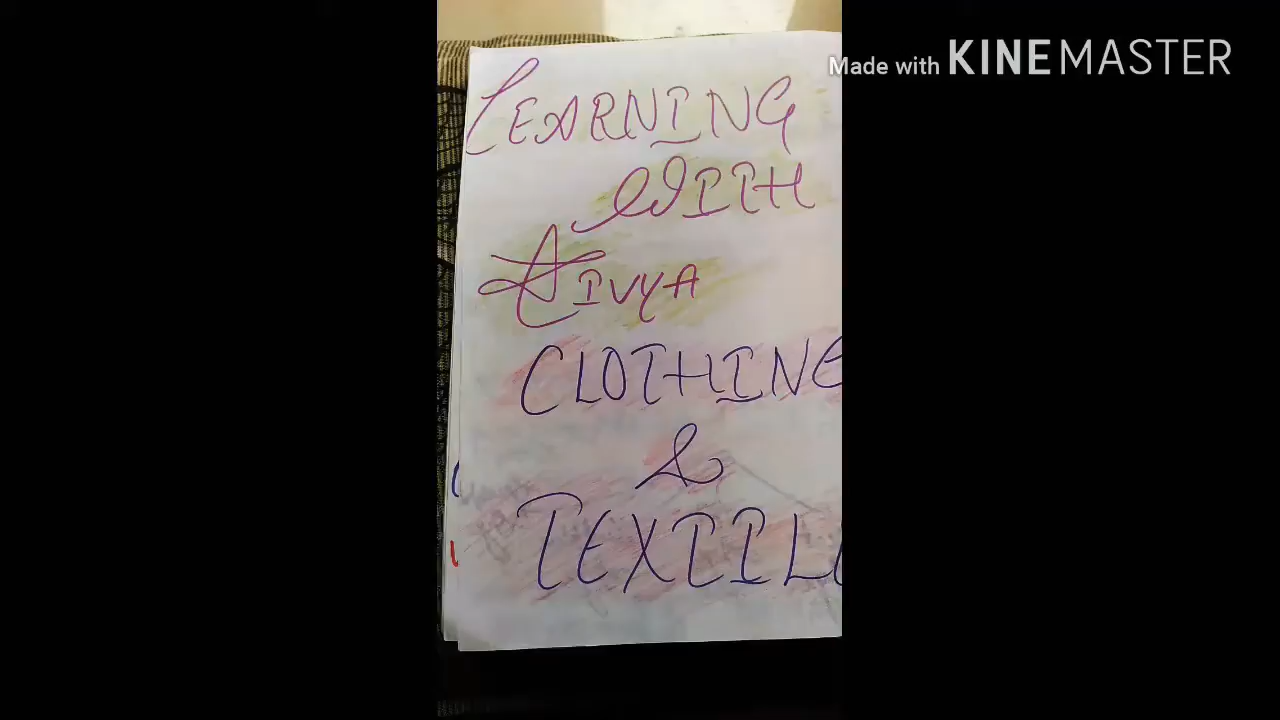 Made with KINEMASTER
LEARNING
WITH
DIVYA
CLOTHING
&
TEXTIL